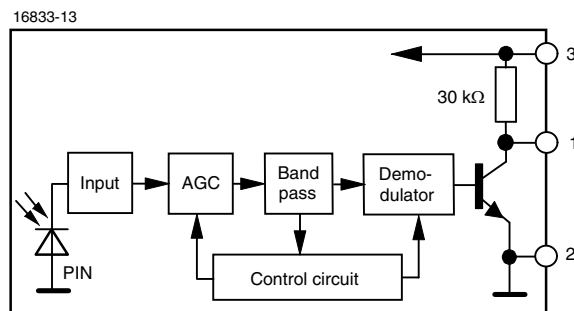 16833-13
3
30 kΩ
1
Input
AGC
Band
pass
Demo-
dulator
PIN
Control circuit
2